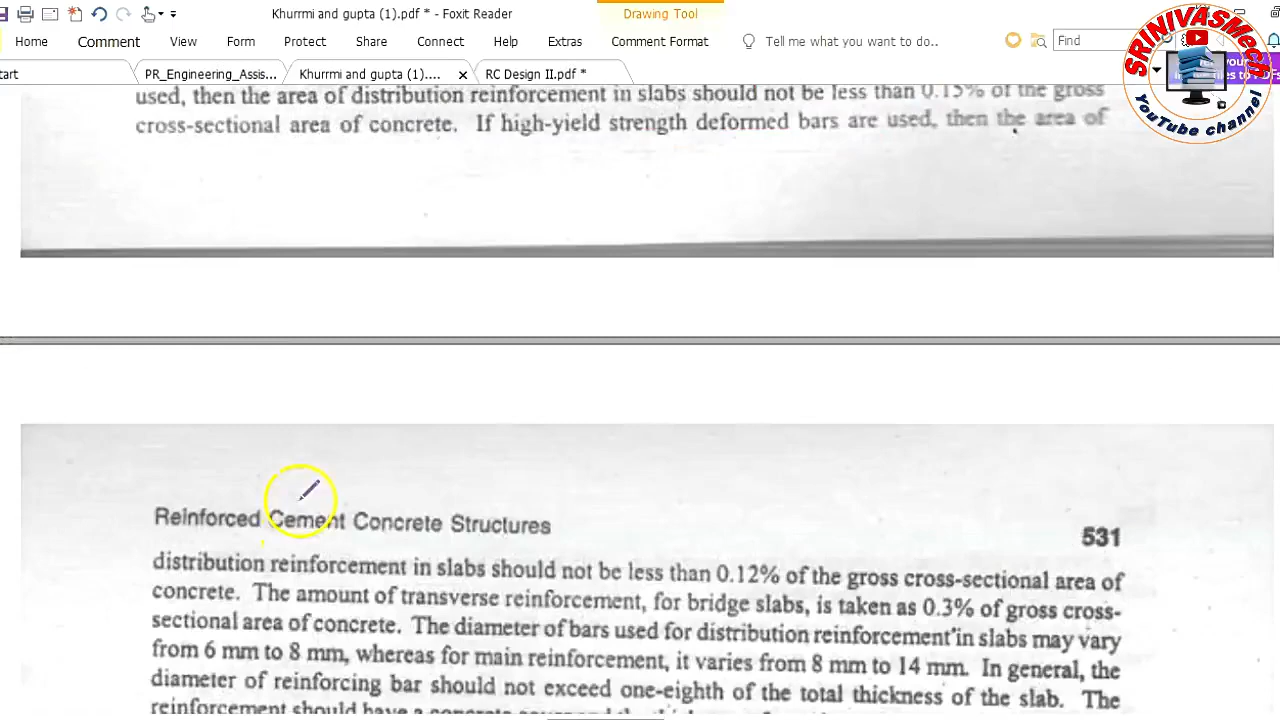 Khurrmi and gupta (1).pdf * - Foxit Reader
Drawing Tool
Home Comment View Form Protect Share Connect Help Extras Comment Format Tell me what you want to do.. Find
tart PR_Engineering_Assis... Khurrmi and gupta (1).... RC Design II.pdf *
SRINIVASMech
YouTube channel
used, then the area of distribution reinforcement in slabs should not be less than 0.15% of the gross
cross-sectional area of concrete. If high-yield strength deformed bars are used, then the area of
Reinforced Cement Concrete Structures
531
distribution reinforcement in slabs should not be less than 0.12% of the gross cross-sectional area of
concrete. The amount of transverse reinforcement, for bridge slabs, is taken as 0.3% of gross cross-
sectional area of concrete. The diameter of bars used for distribution reinforcement in slabs may vary
from 6 mm to 8 mm, whereas for main reinforcement, it varies from 8 mm to 14 mm. In general, the
diameter of reinforcing bar should not exceed one-eighth of the total thickness of the slab. The
reinforcement should have a concrete cover